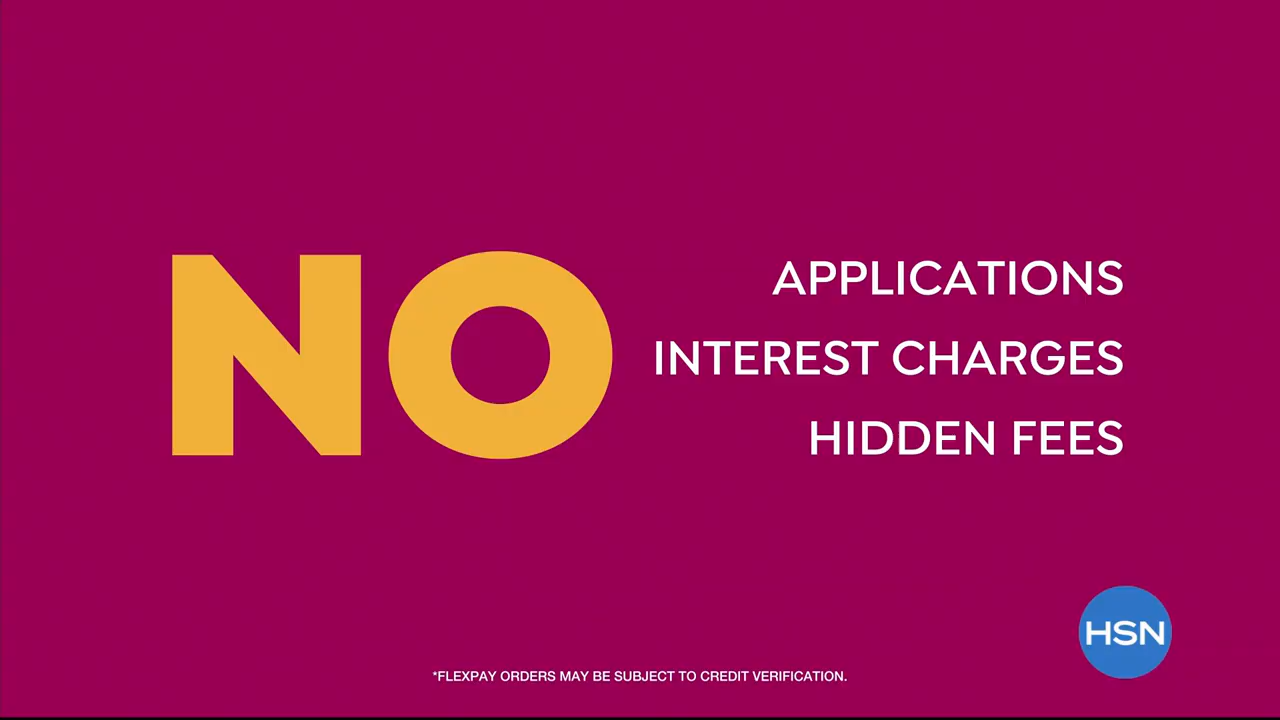 NO
APPLICATIONS
INTEREST CHARGES
HIDDEN FEES
HSN
*FLEXPAY ORDERS MAY BE SUBJECT TO CREDIT VERIFICATION.